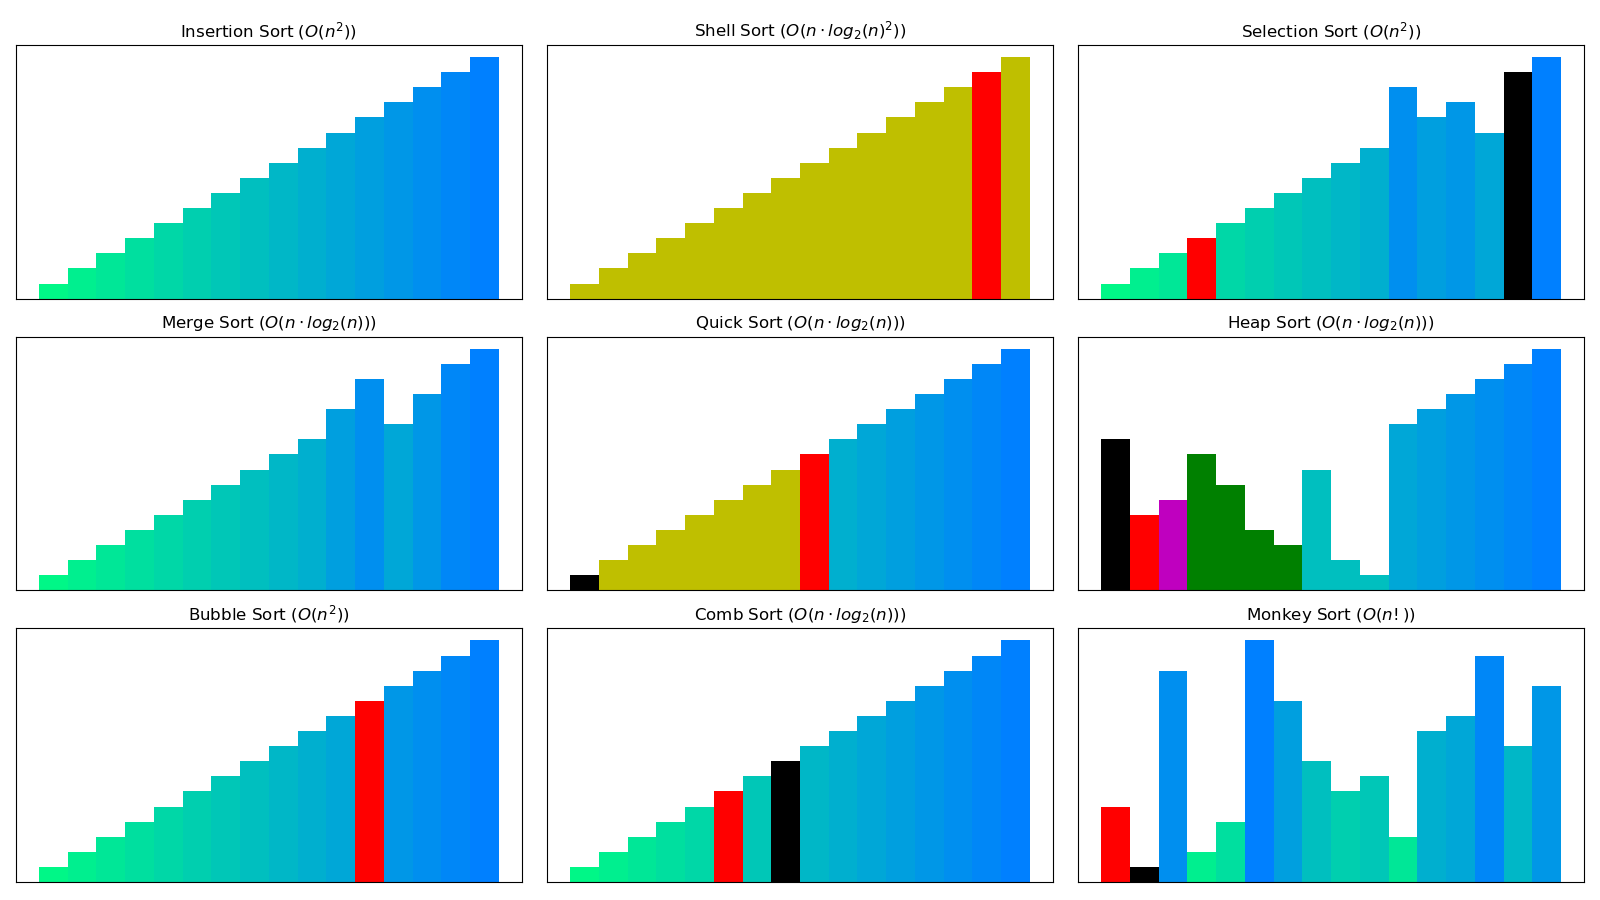 Insertion Sort (O(n²))
Shell Sort (O(n · log₂(n)²))
Selection Sort (O(n²))
Merge Sort (O(n · log₂(n)))
Quick Sort (O(n · log₂(n)))
Heap Sort (O(n · log₂(n)))
Bubble Sort (O(n²))
Comb Sort (O(n · log₂(n)))
Monkey Sort (O(n!))